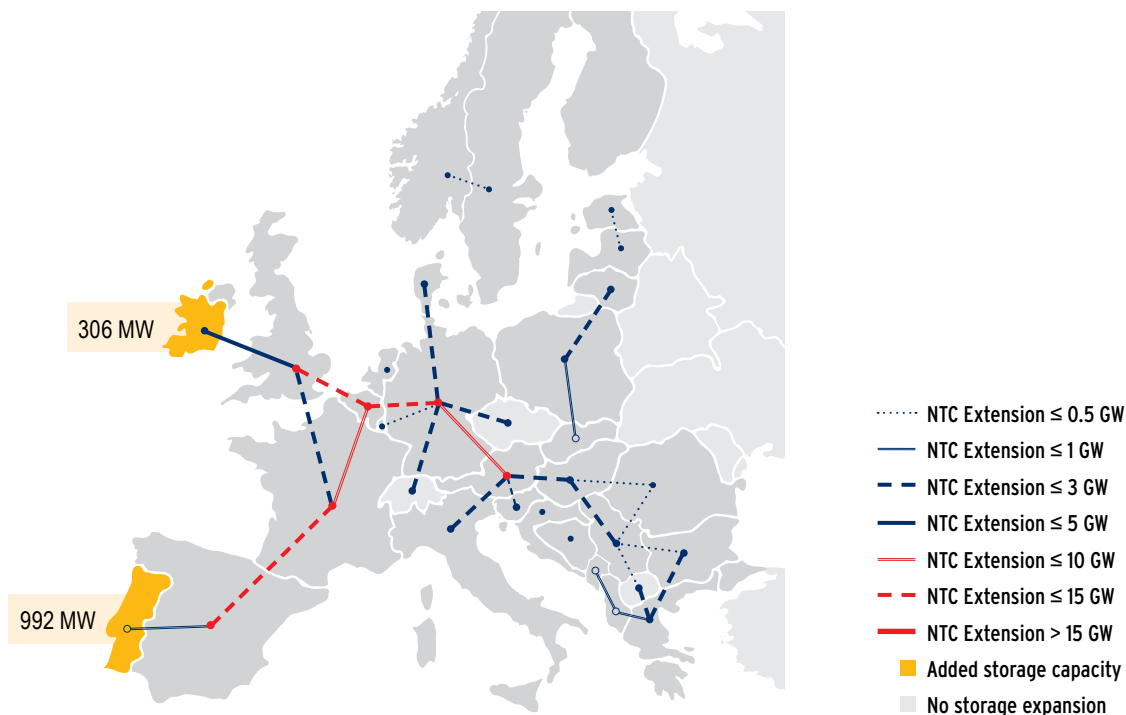 306 MW
992 MW
NTC Extension ≤ 0.5 GW
NTC Extension ≤ 1 GW
NTC Extension ≤ 3 GW
NTC Extension ≤ 5 GW
NTC Extension ≤ 10 GW
NTC Extension ≤ 15 GW
NTC Extension > 15 GW
Added storage capacity
No storage expansion